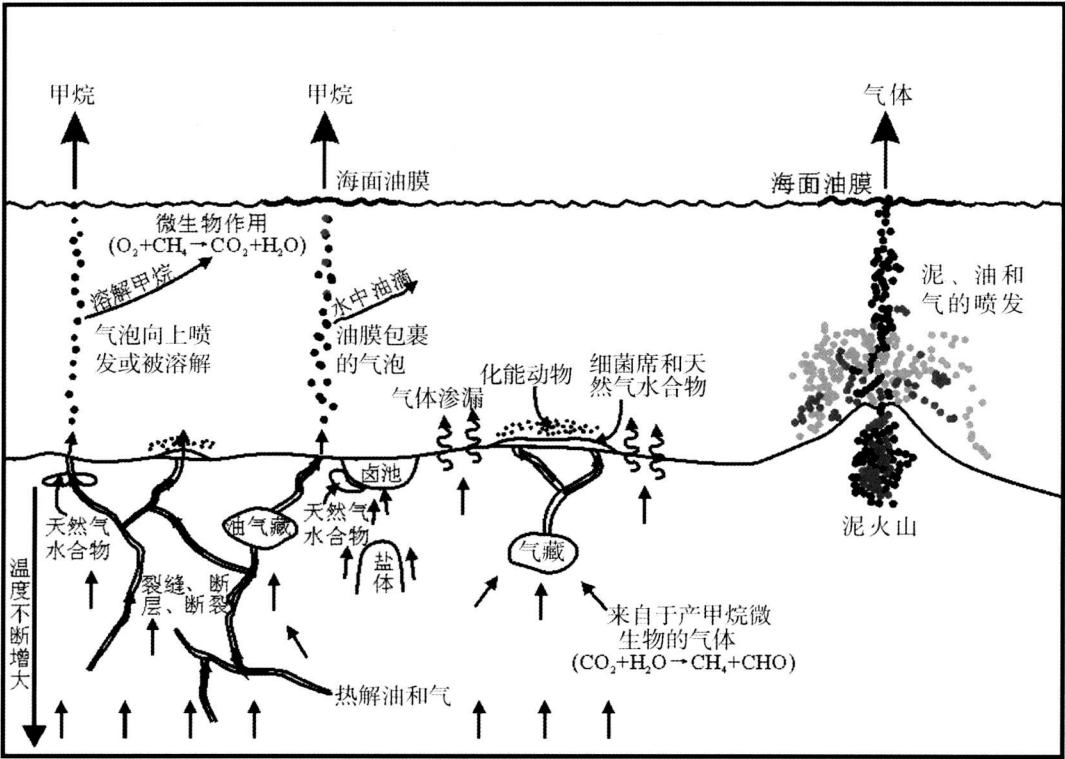 甲烷
甲烷
气体
海面油膜
海面油膜
微生物作用
(O₂+CH₄→CO₂+H₂O)
溶解甲烷
水中油滴
泥、油和
气的喷发
气泡向上喷
发或被溶解
油膜包裹
的气泡
化能动物
细菌席和天
然气水合物
气体渗漏
卤池
天然气
水合物
油气藏
天然气
水合物
气藏
泥火山
盐
体
温度不断增大
裂缝、断
层、断裂
来自于产甲烷微
生物的气体
(CO₂+H₂O→CH₄+CHO)
热解油和气